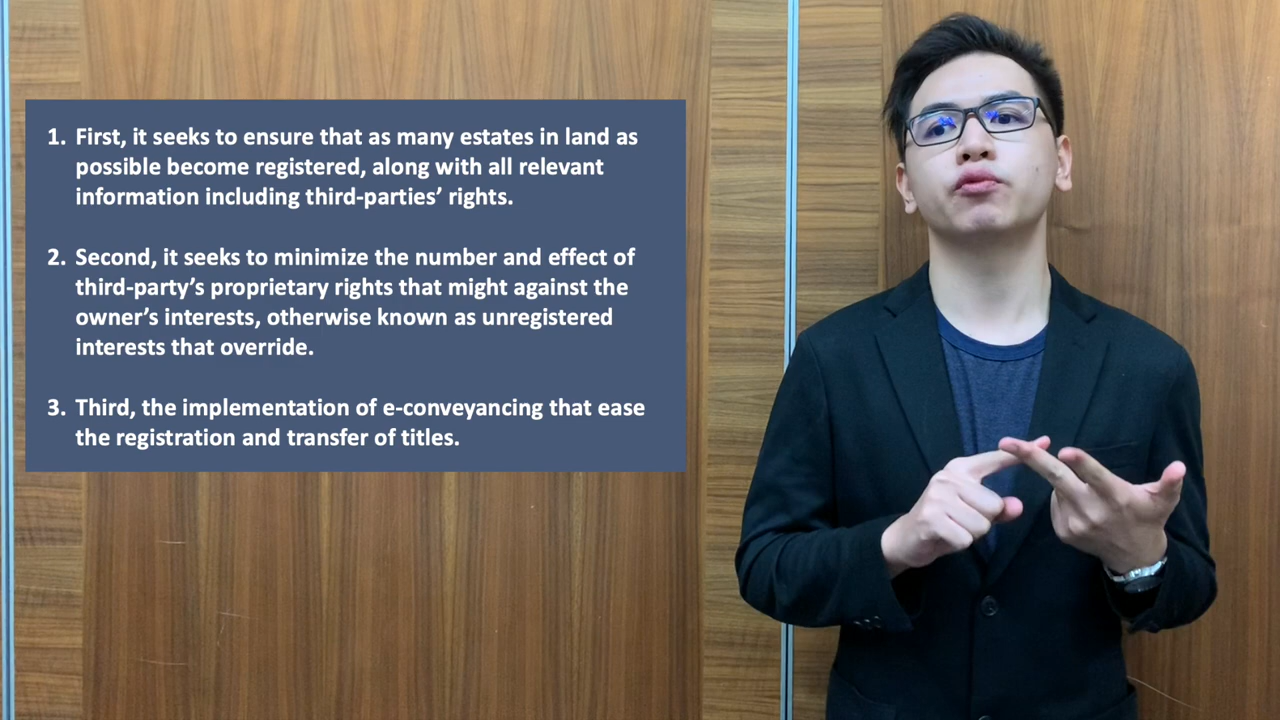 1. First, it seeks to ensure that as many estates in land as
possible become registered, along with all relevant
information including third-parties’ rights.
2. Second, it seeks to minimize the number and effect of
third-party’s proprietary rights that might against the
owner’s interests, otherwise known as unregistered
interests that override.
3. Third, the implementation of e-conveyancing that ease
the registration and transfer of titles.